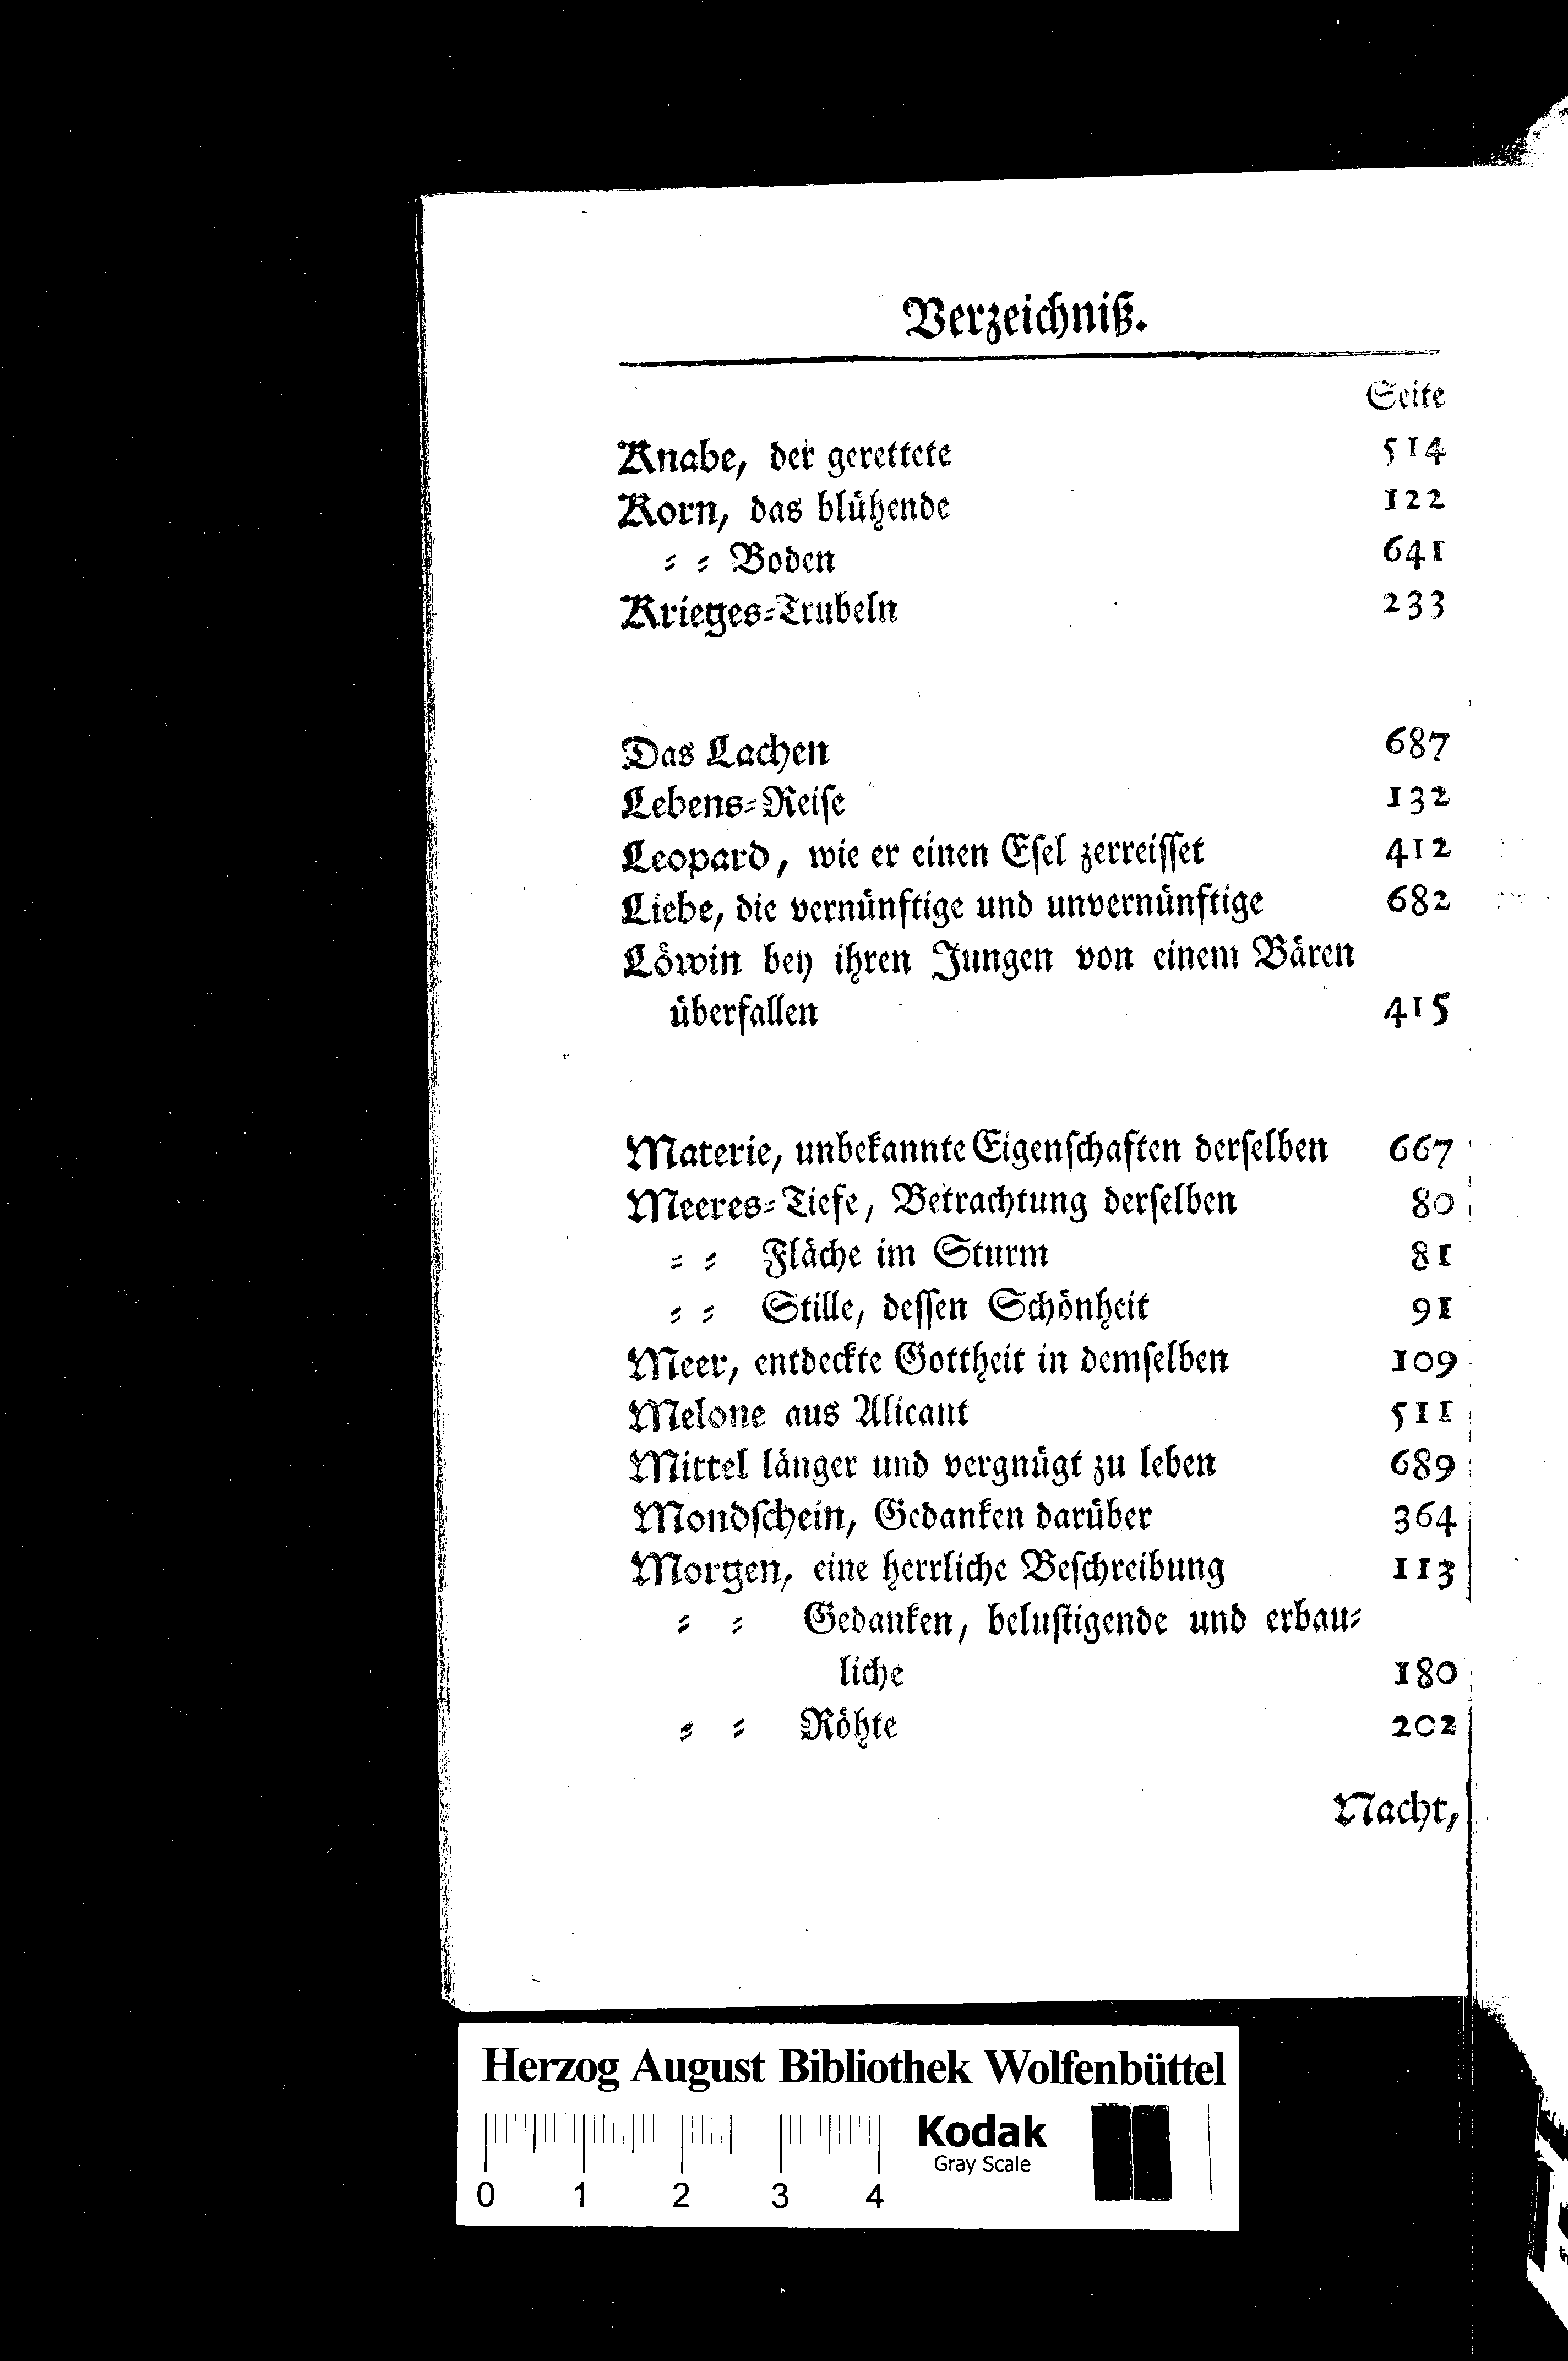 Verzeichniß.
Seite
Knabe, der gerettete 514
Korn, das blühende 122
⸗ ⸗ Boden 641
Krieges⸗Trubeln 233
Das Lachen 687
Lebens⸗Reise 132
Leopard, wie er einen Esel zerreisset 412
Liebe, die vernünftige und unvernünftige 682
Löwin bey ihren Jungen von einem Bären
überfallen 415
Materie, unbekannte Eigenschaften derselben 667
Meeres⸗Tiefe, Betrachtung derselben 80
⸗ ⸗ Fläche im Sturm 81
⸗ ⸗ Stille, dessen Schönheit 91
Meer, entdeckte Gottheit in demselben 109
Melone aus Alicant 511
Mittel länger und vergnügt zu leben 689
Mondschein, Gedanken darüber 364
Morgen, eine herrliche Beschreibung 113
⸗ ⸗ Gedanken, belustigende und erbau⸗
liche 180
⸗ ⸗ Röhte 202
Nacht,
Herzog August Bibliothek Wolfenbüttel
Kodak
Gray Scale
0 1 2 3 4